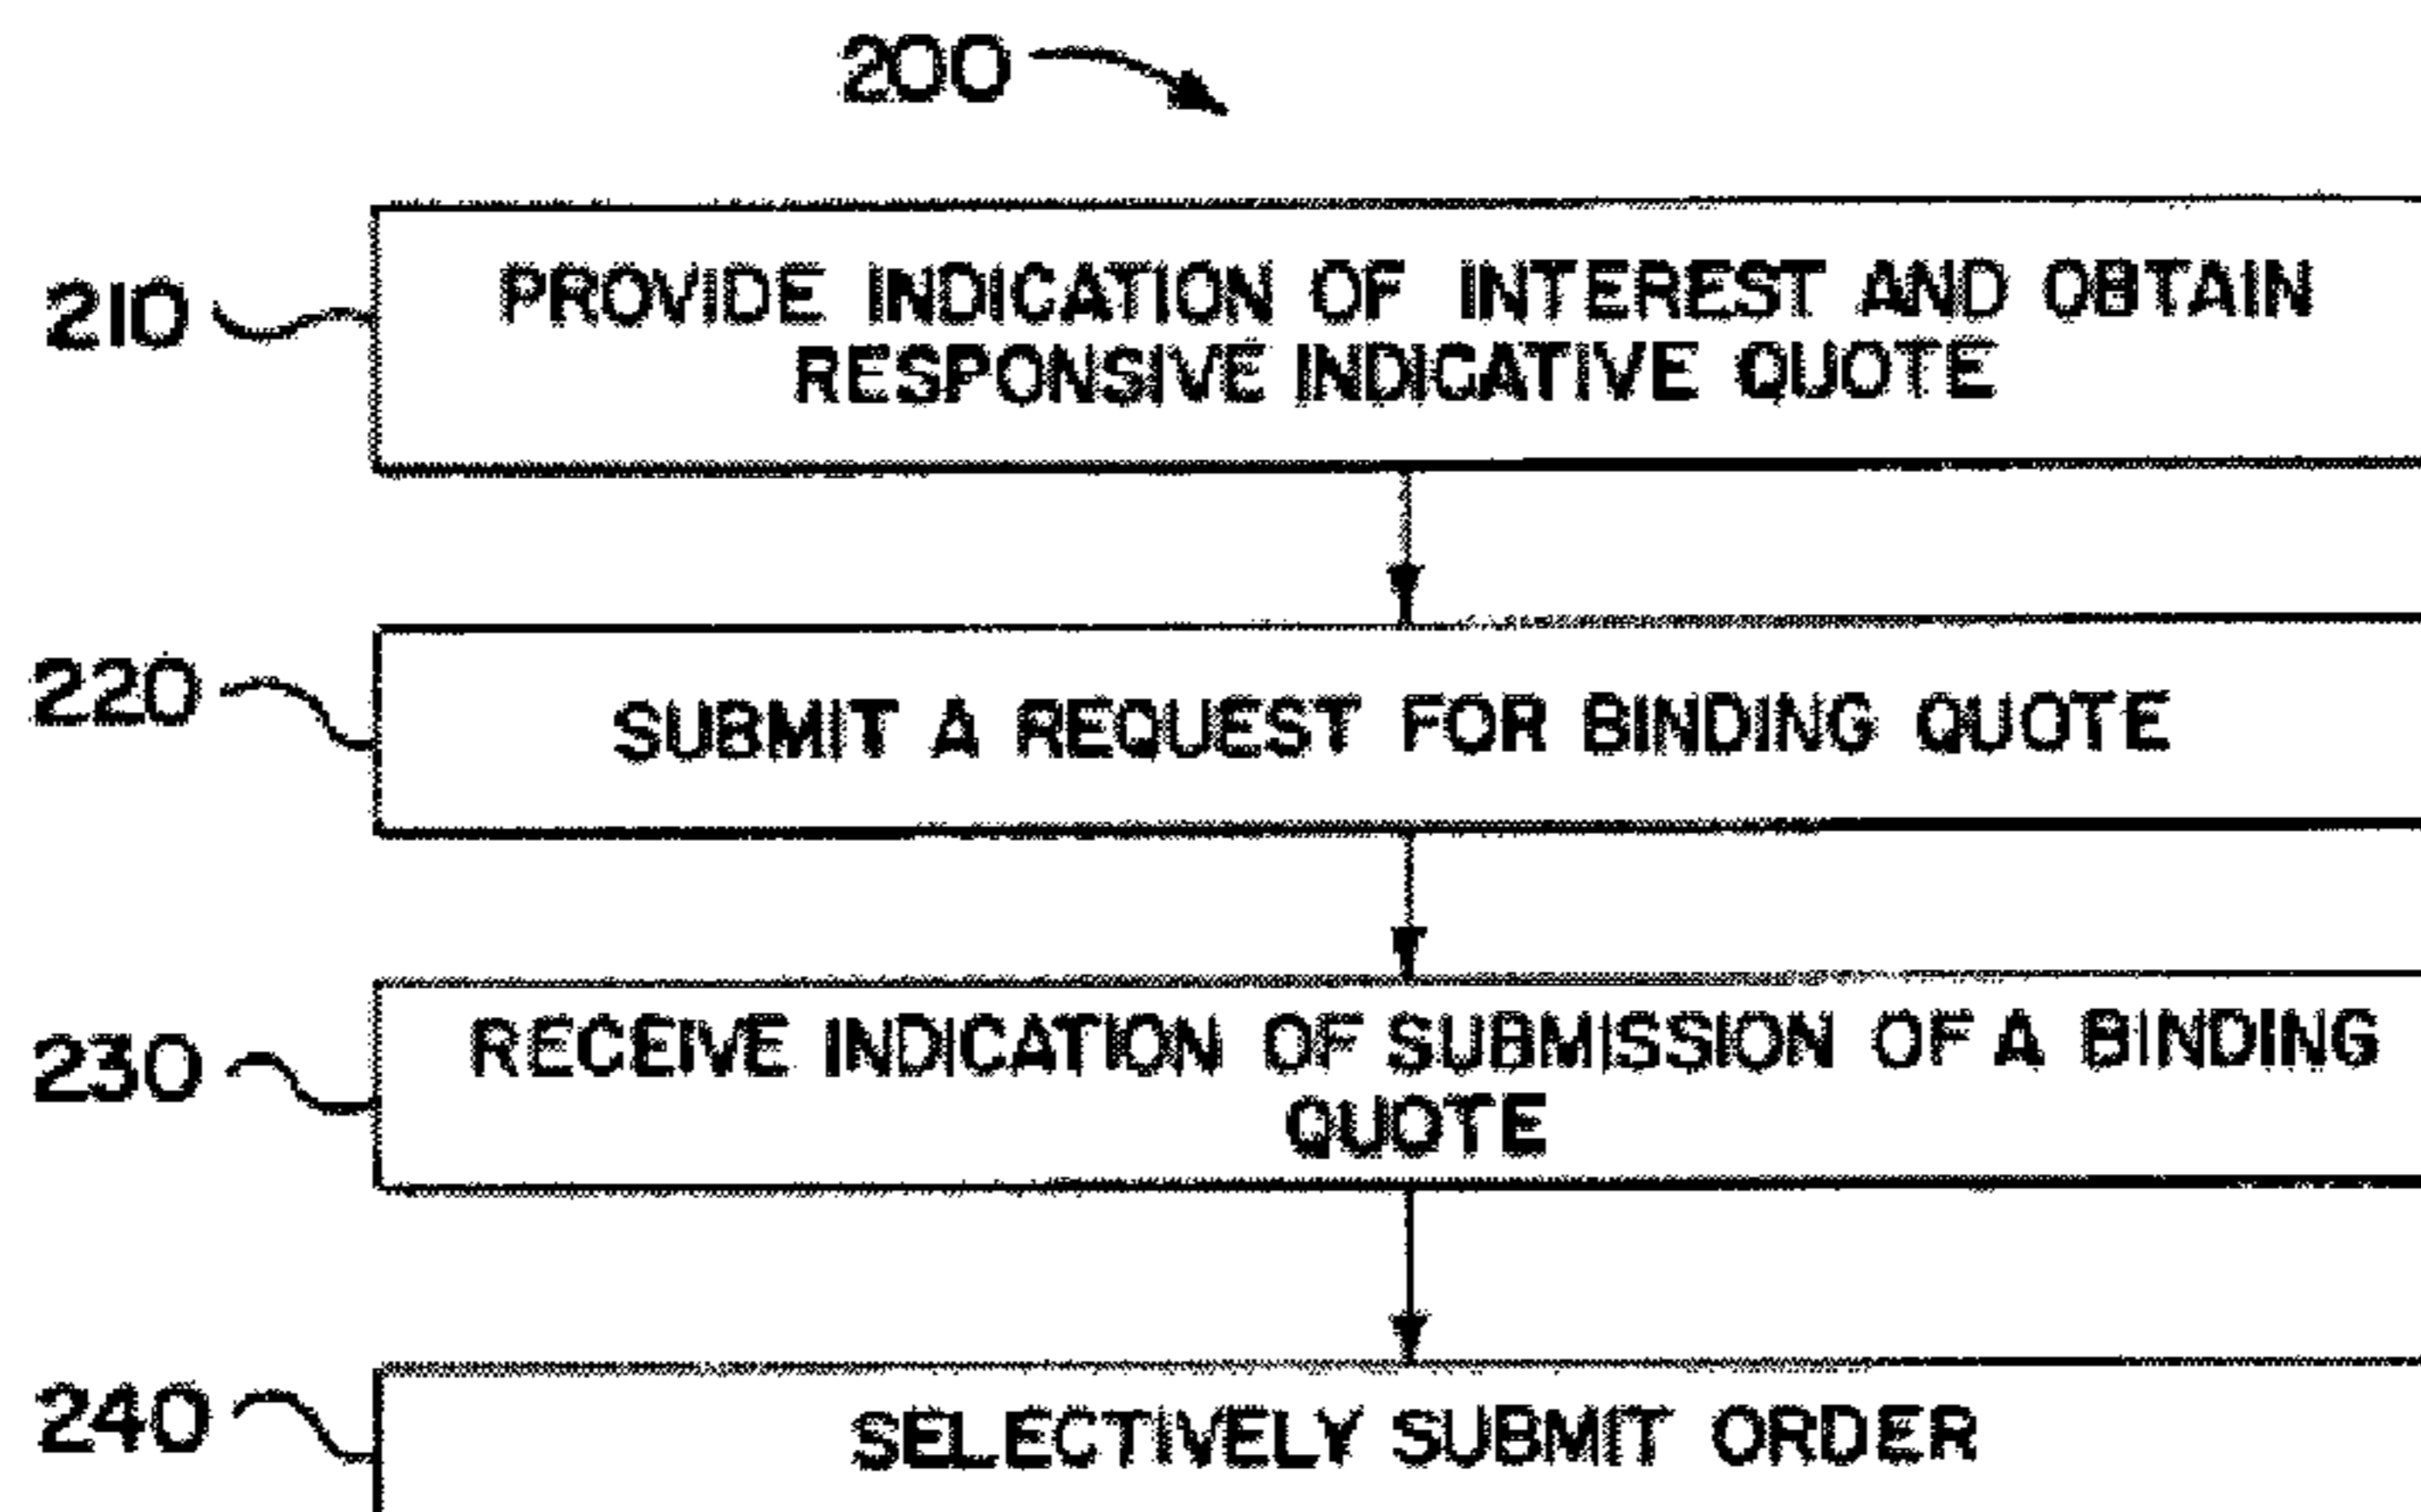 200
210
PROVIDE INDICATION OF INTEREST AND OBTAIN
RESPONSIVE INDICATIVE QUOTE
220
SUBMIT A REQUEST FOR BINDING QUOTE
230
RECEIVE INDICATION OF SUBMISSION OF A BINDING
QUOTE
240
SELECTIVELY SUBMIT ORDER